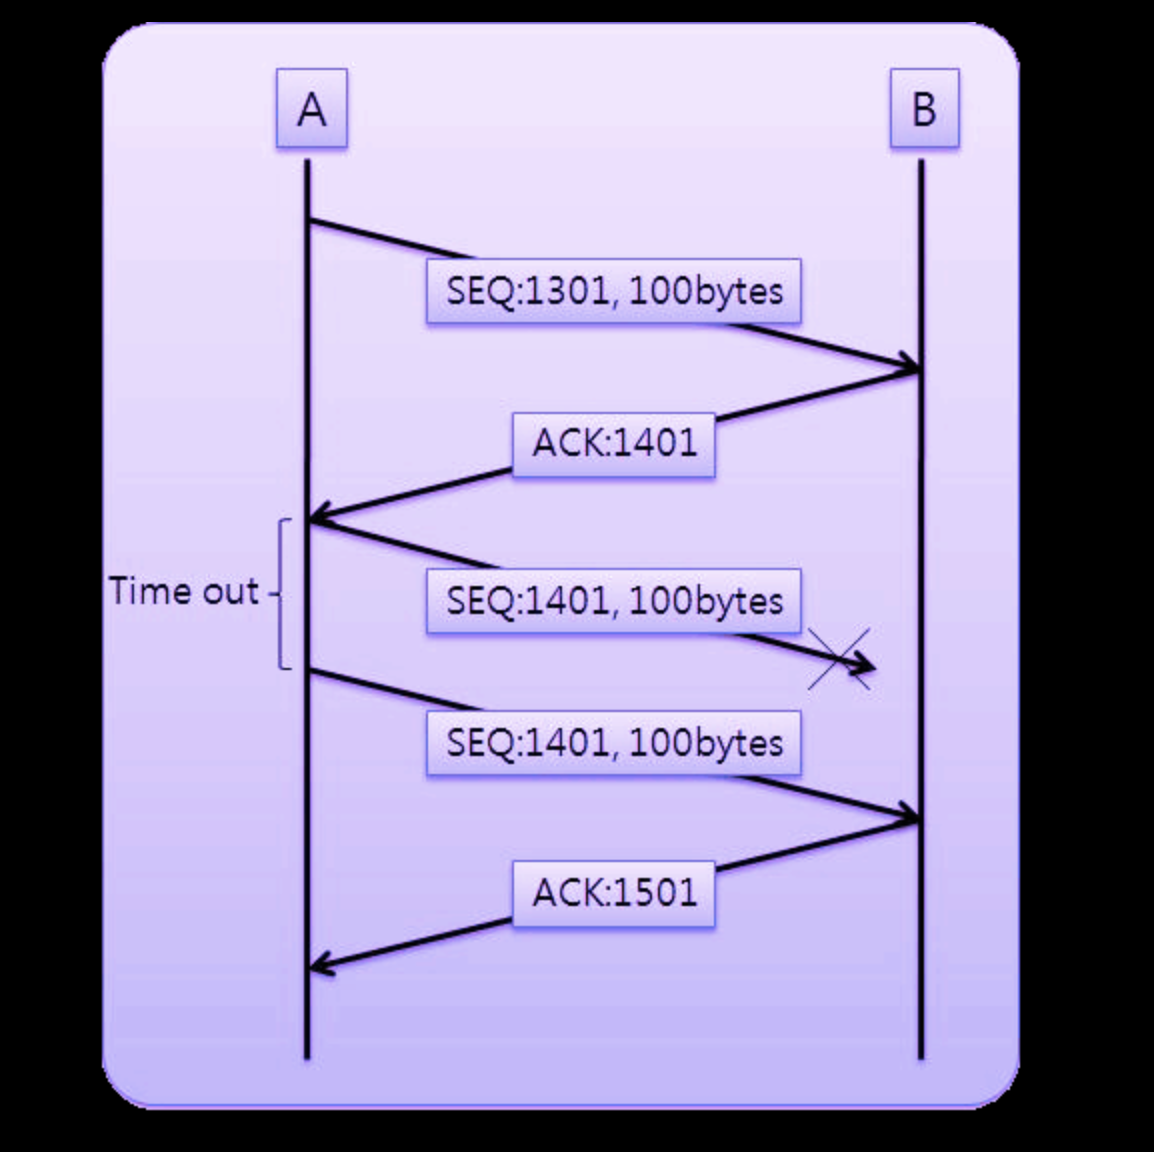 A
B
SEQ:1301, 100bytes
ACK:1401
SEQ:1401, 100bytes
Time out
SEQ:1401, 100bytes
ACK:1501